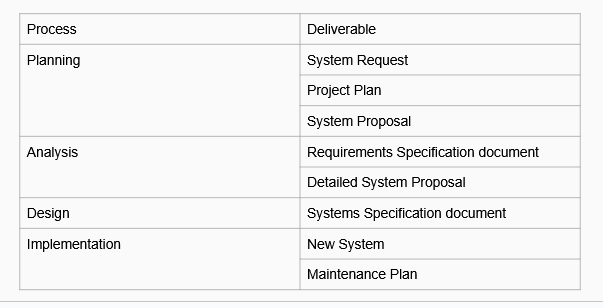 Process Deliverable
Planning System Request
Project Plan
System Proposal
Analysis Requirements Specification document
Detailed System Proposal
Design Systems Specification document
Implementation New System
Maintenance Plan